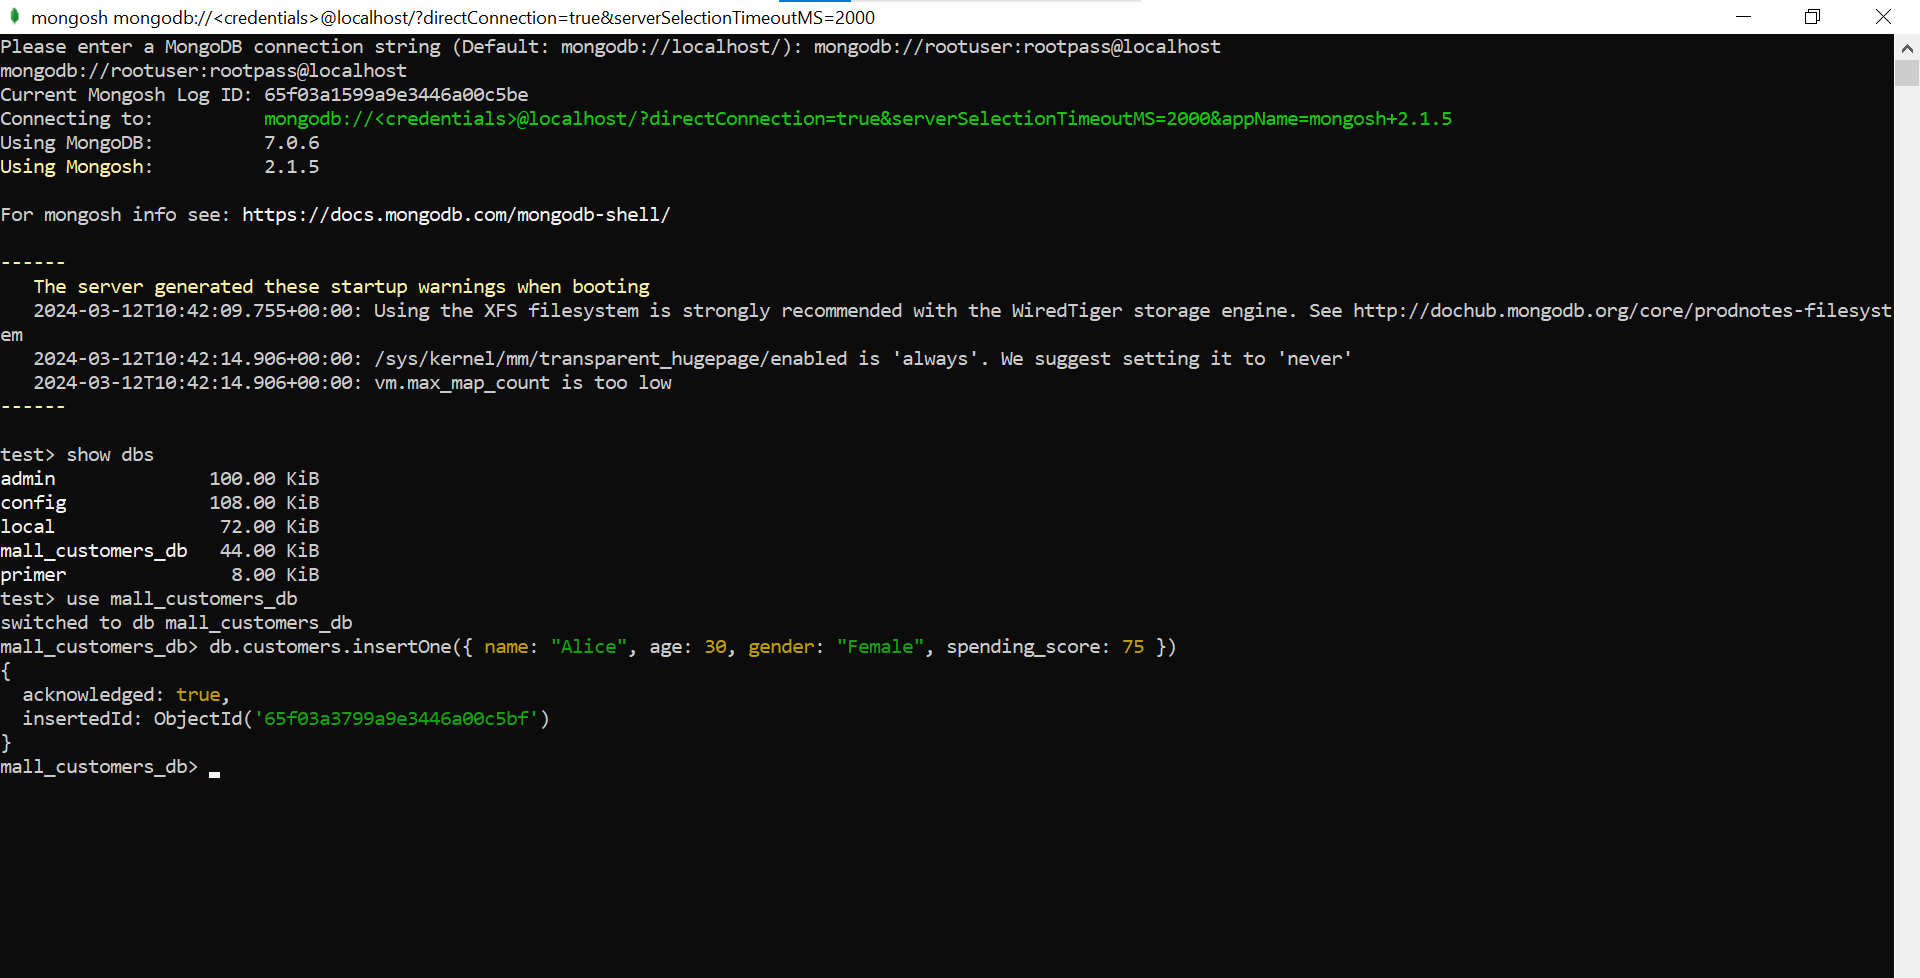 mongosh mongodb://<credentials>@localhost/?directConnection=true&serverSelectionTimeoutMS=2000
Please enter a MongoDB connection string (Default: mongodb://localhost/): mongodb://rootuser:rootpass@localhost
mongodb://rootuser:rootpass@localhost
Current Mongosh Log ID: 65f03a1599a9e3446a00c5be
Connecting to:          mongodb://<credentials>@localhost/?directConnection=true&serverSelectionTimeoutMS=2000&appName=mongosh+2.1.5
Using MongoDB:          7.0.6
Using Mongosh:          2.1.5
For mongosh info see: https://docs.mongodb.com/mongodb-shell/
------
   The server generated these startup warnings when booting
   2024-03-12T10:42:09.755+00:00: Using the XFS filesystem is strongly recommended with the WiredTiger storage engine. See http://dochub.mongodb.org/core/prodnotes-filesyst
em
   2024-03-12T10:42:14.906+00:00: /sys/kernel/mm/transparent_hugepage/enabled is 'always'. We suggest setting it to 'never'
   2024-03-12T10:42:14.906+00:00: vm.max_map_count is too low
------
test> show dbs
admin              100.00 KiB
config             108.00 KiB
local               72.00 KiB
mall_customers_db   44.00 KiB
primer               8.00 KiB
test> use mall_customers_db
switched to db mall_customers_db
mall_customers_db> db.customers.insertOne({ name: "Alice", age: 30, gender: "Female", spending_score: 75 })
{
  acknowledged: true,
  insertedId: ObjectId('65f03a3799a9e3446a00c5bf')
}
mall_customers_db>